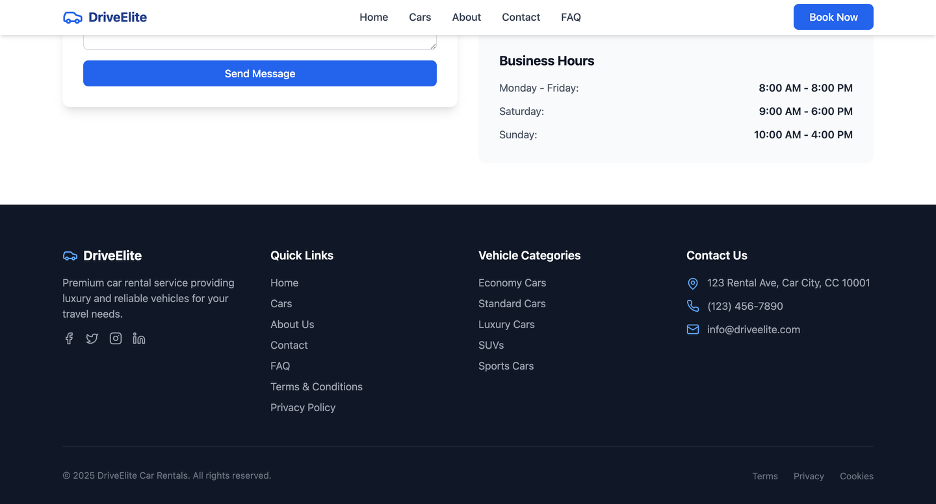 DriveElite
Home Cars About Contact FAQ
Book Now
Send Message
Business Hours
Monday - Friday: 8:00 AM - 8:00 PM
Saturday: 9:00 AM - 6:00 PM
Sunday: 10:00 AM - 4:00 PM
DriveElite
Premium car rental service providing
luxury and reliable vehicles for your
travel needs.
Quick Links
Home
Cars
About Us
Contact
FAQ
Terms & Conditions
Privacy Policy
Vehicle Categories
Economy Cars
Standard Cars
Luxury Cars
SUVs
Sports Cars
Contact Us
123 Rental Ave, Car City, CC 10001
(123) 456-7890
info@driveelite.com
© 2025 DriveElite Car Rentals. All rights reserved.
Terms Privacy Cookies